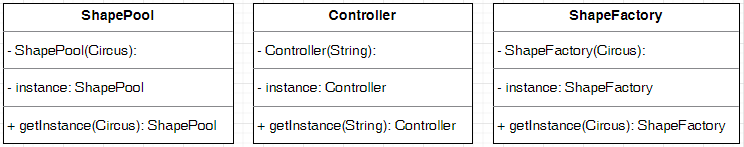 ShapePool
- ShapePool(Circus):
- instance: ShapePool
+ getInstance(Circus): ShapePool
Controller
- Controller(String):
- instance: Controller
+ getInstance(String): Controller
ShapeFactory
- ShapeFactory(Circus):
- instance: ShapeFactory
+ getInstance(Circus): ShapeFactory